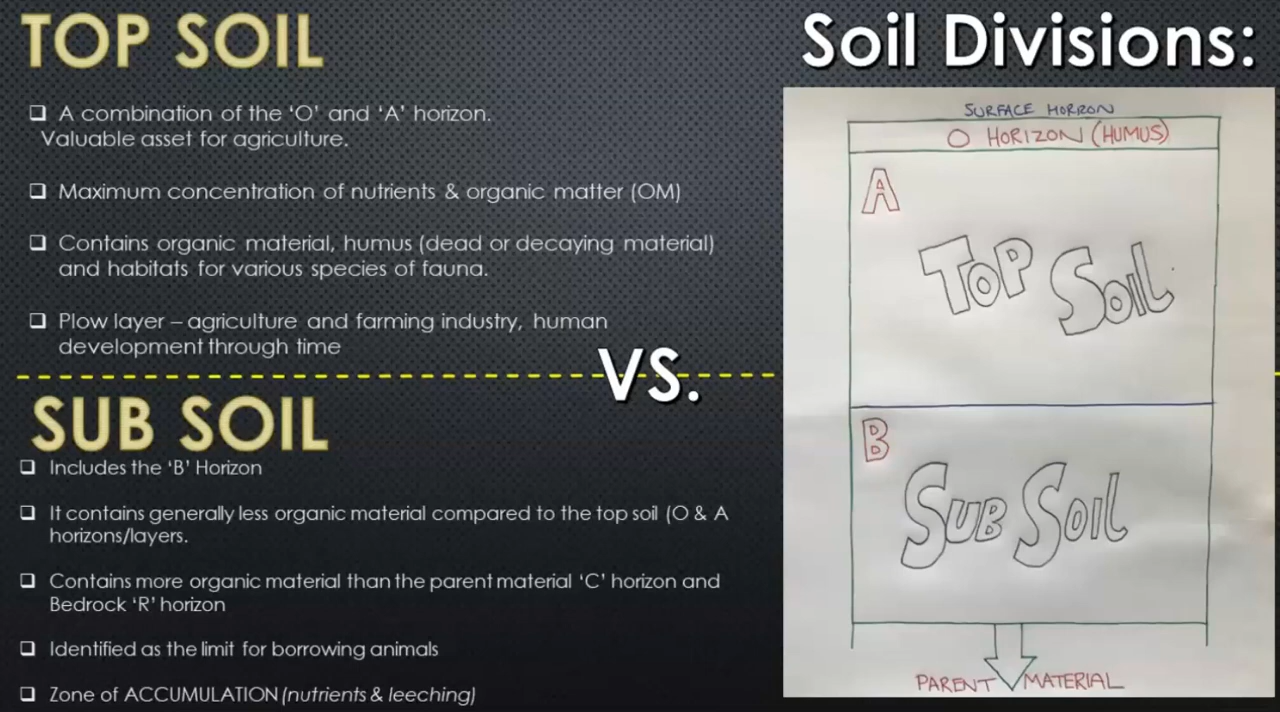 TOP SOIL
❑ A combination of the ‘O’ and ‘A’ horizon.
Valuable asset for agriculture.
❑ Maximum concentration of nutrients & organic matter (OM)
❑ Contains organic material, humus (dead or decaying material)
and habitats for various species of fauna.
❑ Plow layer – agriculture and farming industry, human
development through time
VS.
SUB SOIL
❑ Includes the ‘B’ Horizon
❑ It contains generally less organic material compared to the top soil (O & A
horizons/layers.
❑ Contains more organic material than the parent material ‘C’ horizon and
Bedrock ‘R’ horizon
❑ Identified as the limit for borrowing animals
❑ Zone of ACCUMULATION (nutrients & leeching)
Soil Divisions:
SURFACE HORRON
O HORIZON (HUMUS)
A
TOP SOIL
B
SUB SOIL
PARENT MATERIAL